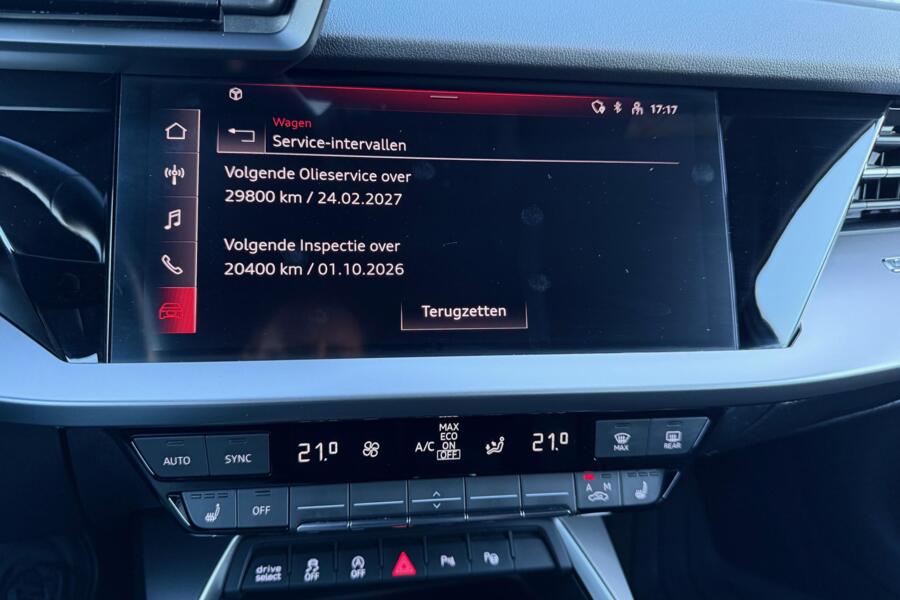 17:17
Wagen
Service-intervallen
Volgende Olieservice over
29800 km / 24.02.2027
Volgende Inspectie over
20400 km / 01.10.2026
Terugzetten
AUTO
SYNC
21.0
A/C
MAX
ECO
ON
OFF
21.0
MAX
REAR
OFF
A M
drive select
OFF
OFF